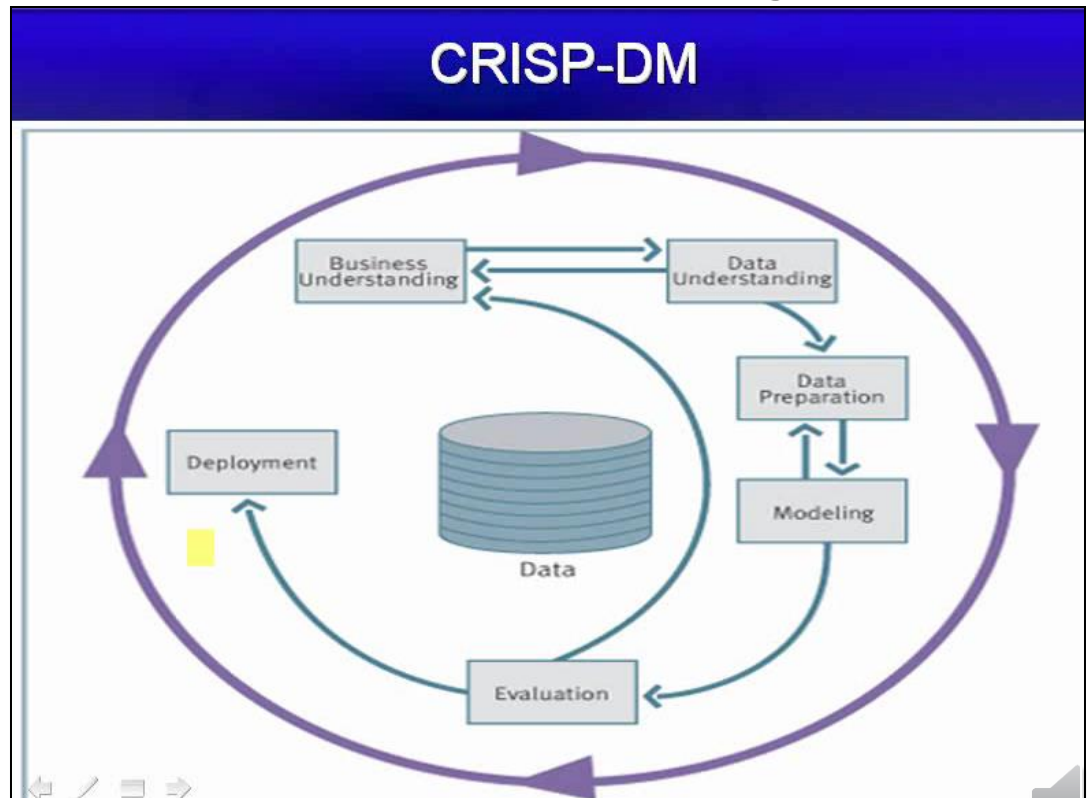 CRISP-DM
Business
Understanding
Data
Understanding
Data
Preparation
Deployment
Modeling
Data
Evaluation